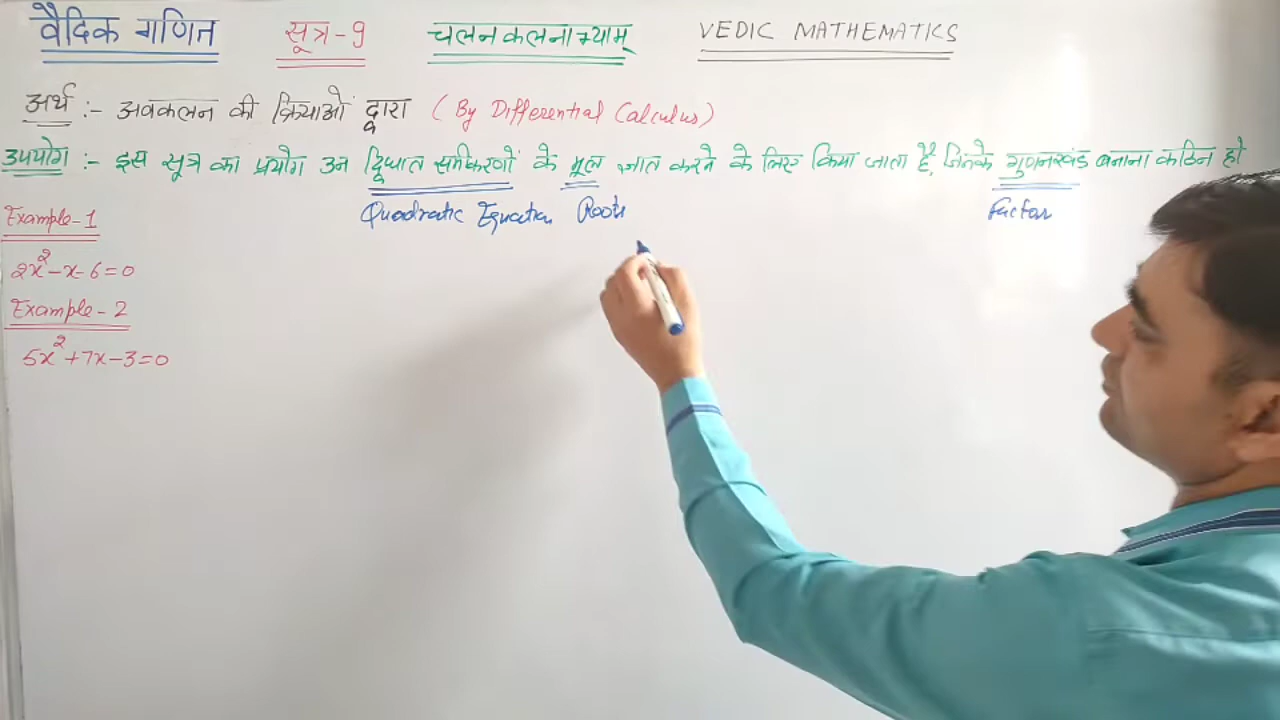 वैदिक गणित सूत्र-9 चलनकलनाभ्याम् VEDIC MATHEMATICS
अर्थ :- अवकलन की क्रियाओं द्वारा (By Differential Calculus)
उपयोग :- इस सूत्र का प्रयोग उन द्विघात समीकरणों के मूल ज्ञात करने के लिए किया जाता है, जिनके गुणनखंड बनाना कठिन हो
Quadratic Equation Roots Factor
Example-1
2x²-x-6=0
Example-2
5x²+7x-3=0